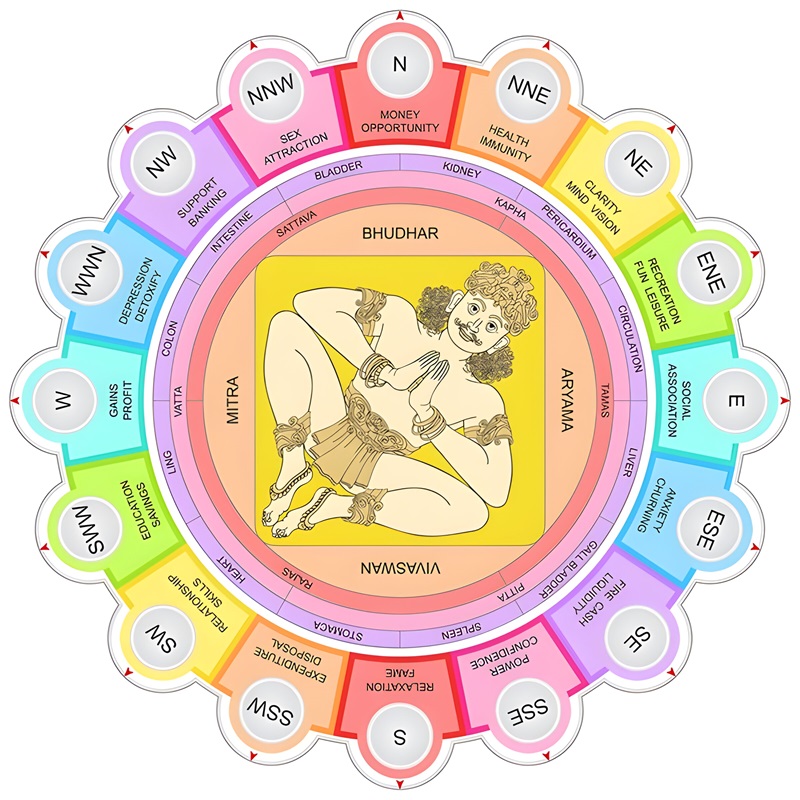 N
MONEY
OPPORTUNITY
NNE
HEALTH
IMMUNITY
NE
CLARITY
MIND VISION
ENE
RECREATION
FUN LEISURE
E
SOCIAL
ASSOCIATION
ESE
ANXIETY
CHURNING
SE
FIRE CASH
LIQUIDITY
SSE
POWER
CONFIDENCE
S
RELAXATION
FAME
SSW
EXPENDITURE
DISPOSAL
SW
RELATIONSHIP
SKILLS
SWW
EDUCATION
SAVINGS
W
GAINS
PROFIT
WNW
DEPRESSION
DETOXIFY
NW
SUPPORT
BANKING
NNW
SEX
ATTRACTION
KIDNEY
PERICARDIUM
CIRCULATION
LIVER
GALL BLADDER
SPLEEN
STOMACA
HEART
LING
COLON
INTESTINE
BLADDER
KAPHA
TAMAS
PITTA
RAJAS
VATTA
SATTAVA
BHUDHAR
ARYAMA
VIVASWAN
MITRA